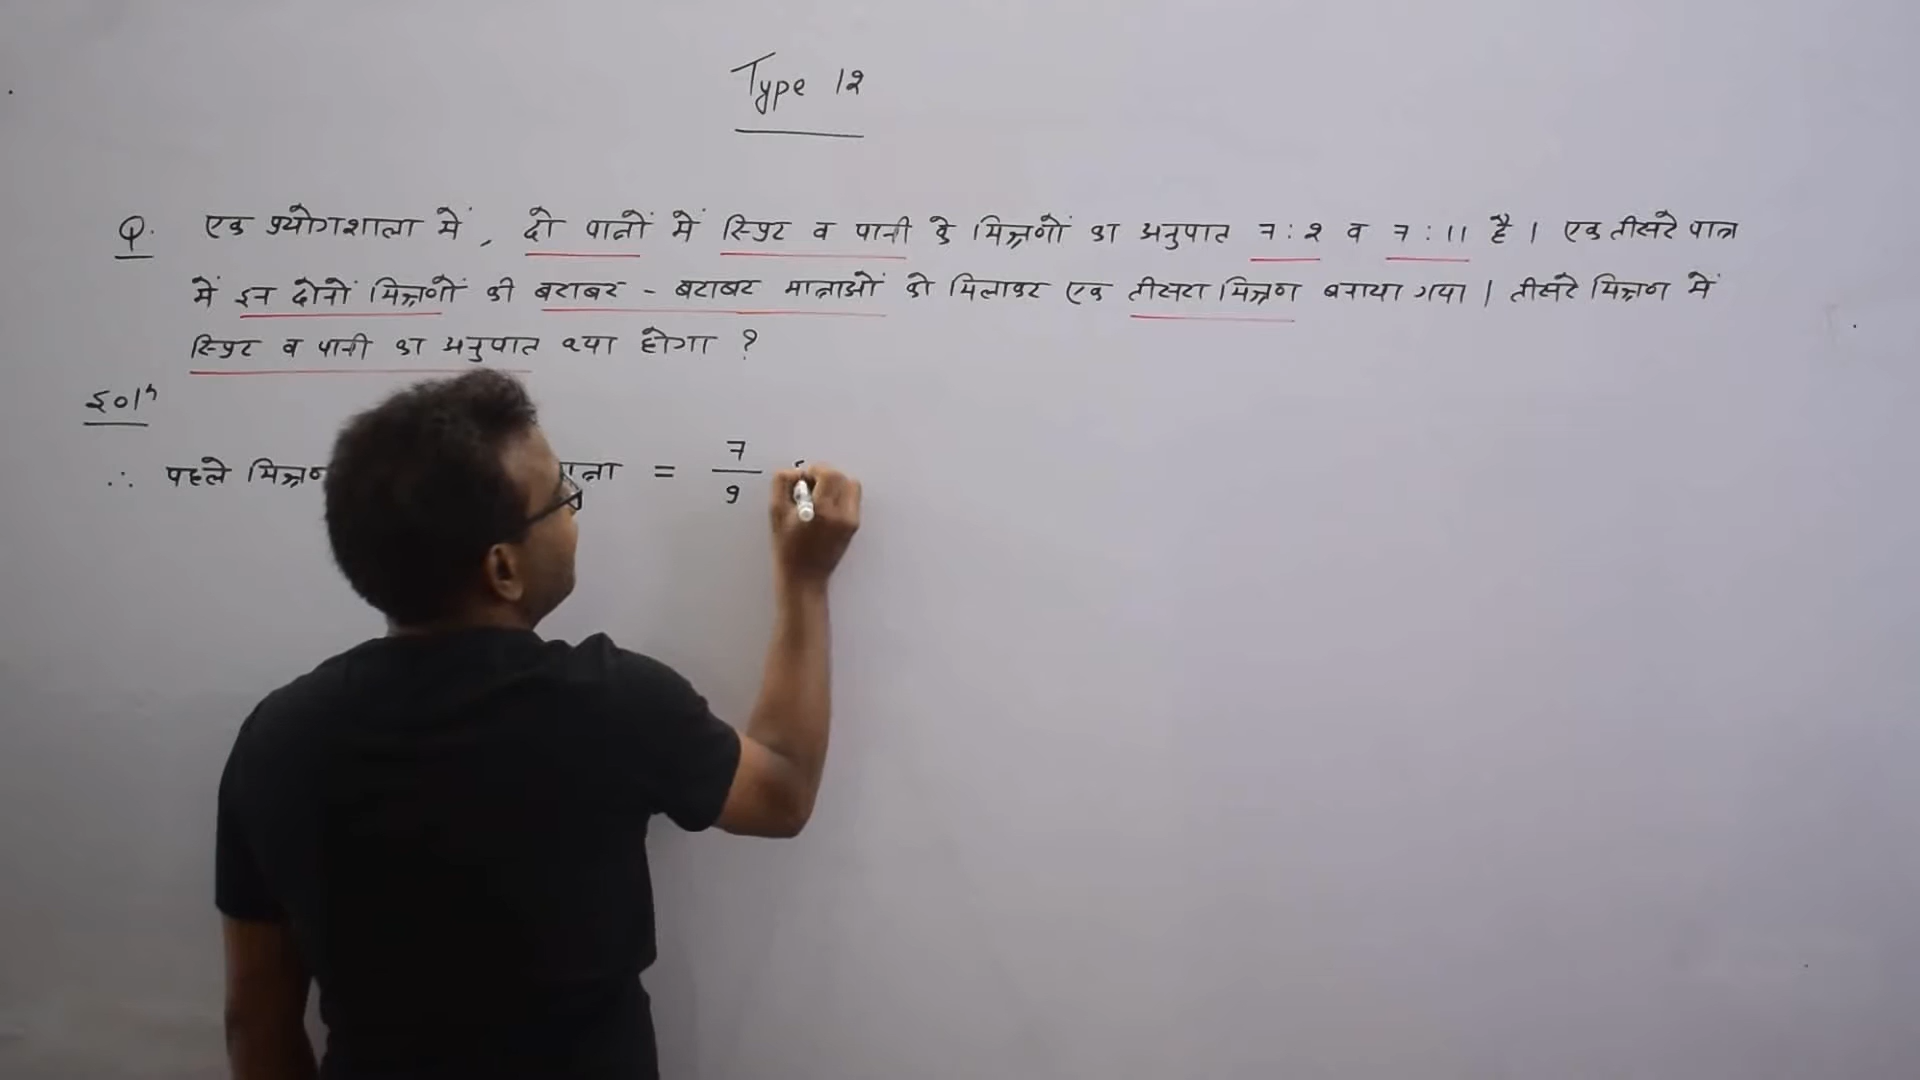 Type 12
Q. एक प्रयोगशाला में, दो पात्रों में स्प्रिट व पानी के मिश्रणों का अनुपात 7 : 2 व 7 : 11 है । एक तीसरे पात्र
में इन दोनों मिश्रणों की बराबर - बराबर मात्राओं को मिलाकर एक तीसरा मिश्रण बनाया गया । तीसरे मिश्रण में
स्प्रिट व पानी का अनुपात क्या होगा ?
Solⁿ
∴ पहले मिश्रण = 7/9